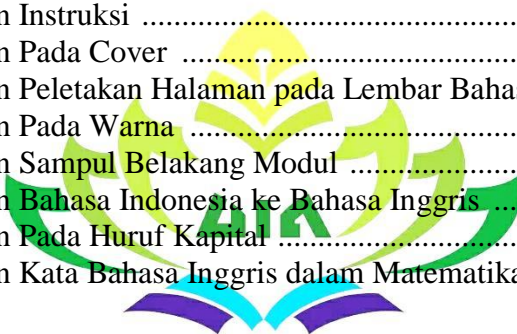 n Instruksi ................................................
n Pada Cover ...........................................
n Peletakan Halaman pada Lembar Baha
n Pada Warna ..........................................
n Sampul Belakang Modul .....................
n Bahasa Indonesia ke Bahasa Inggris ...
n Pada Huruf Kapital ................................
n Kata Bahasa Inggris dalam Matematika